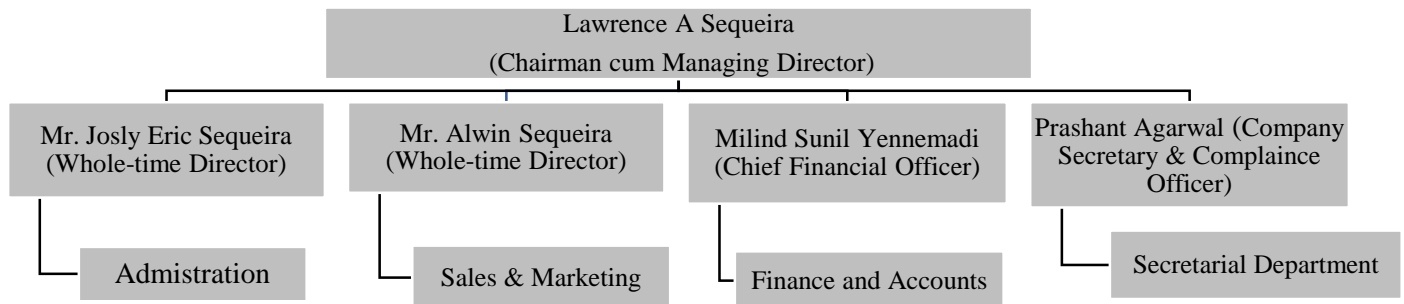 Lawrence A Sequeira
(Chairman cum Managing Director)
Mr. Josly Eric Sequeira
(Whole-time Director)
Mr. Alwin Sequeira
(Whole-time Director)
Milind Sunil Yennemadi
(Chief Financial Officer)
Prashant Agarwal (Company
Secretary & Complaince
Officer)
Admistration
Sales & Marketing
Finance and Accounts
Secretarial Department